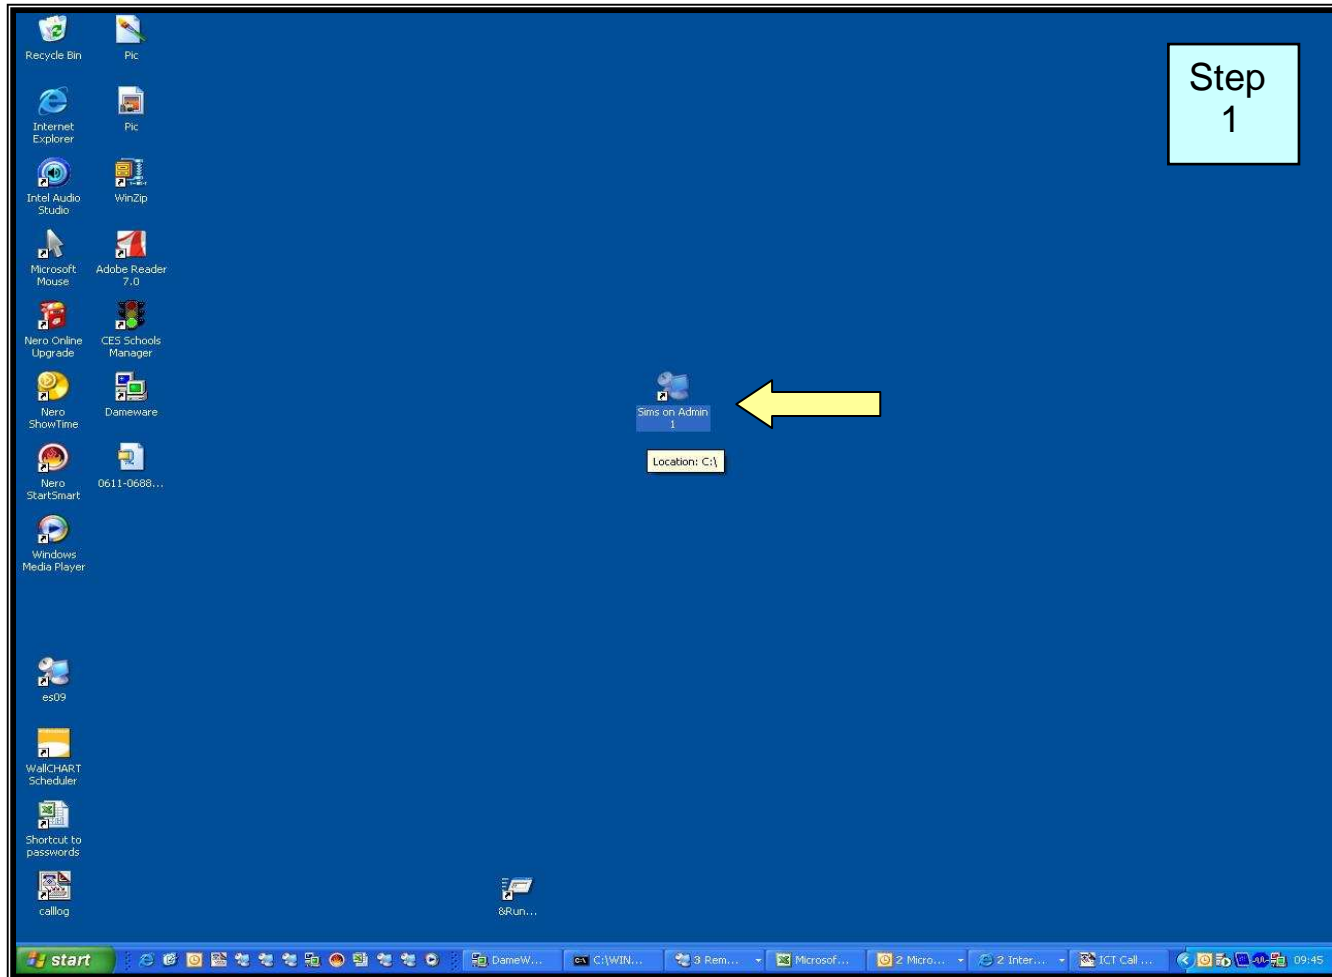 Recycle Bin
Pic
Step
1
Internet
Explorer
Pic
Intel Audio
Studio
WinZip
Microsoft
Mouse
Adobe Reader
7.0
Nero Online
Upgrade
CES Schools
Manager
Nero
ShowTime
Dameware
Sims on Admin
1
Location: C:\
Nero
StartSmart
0611-0688...
Windows
Media Player
es09
WallCHART
Scheduler
Shortcut to
passwords
calllog
&Run...
start
DameW...
C:\WIN...
3 Rem...
Microsof...
2 Micro...
2 Inter...
ICT Call ...
09:45